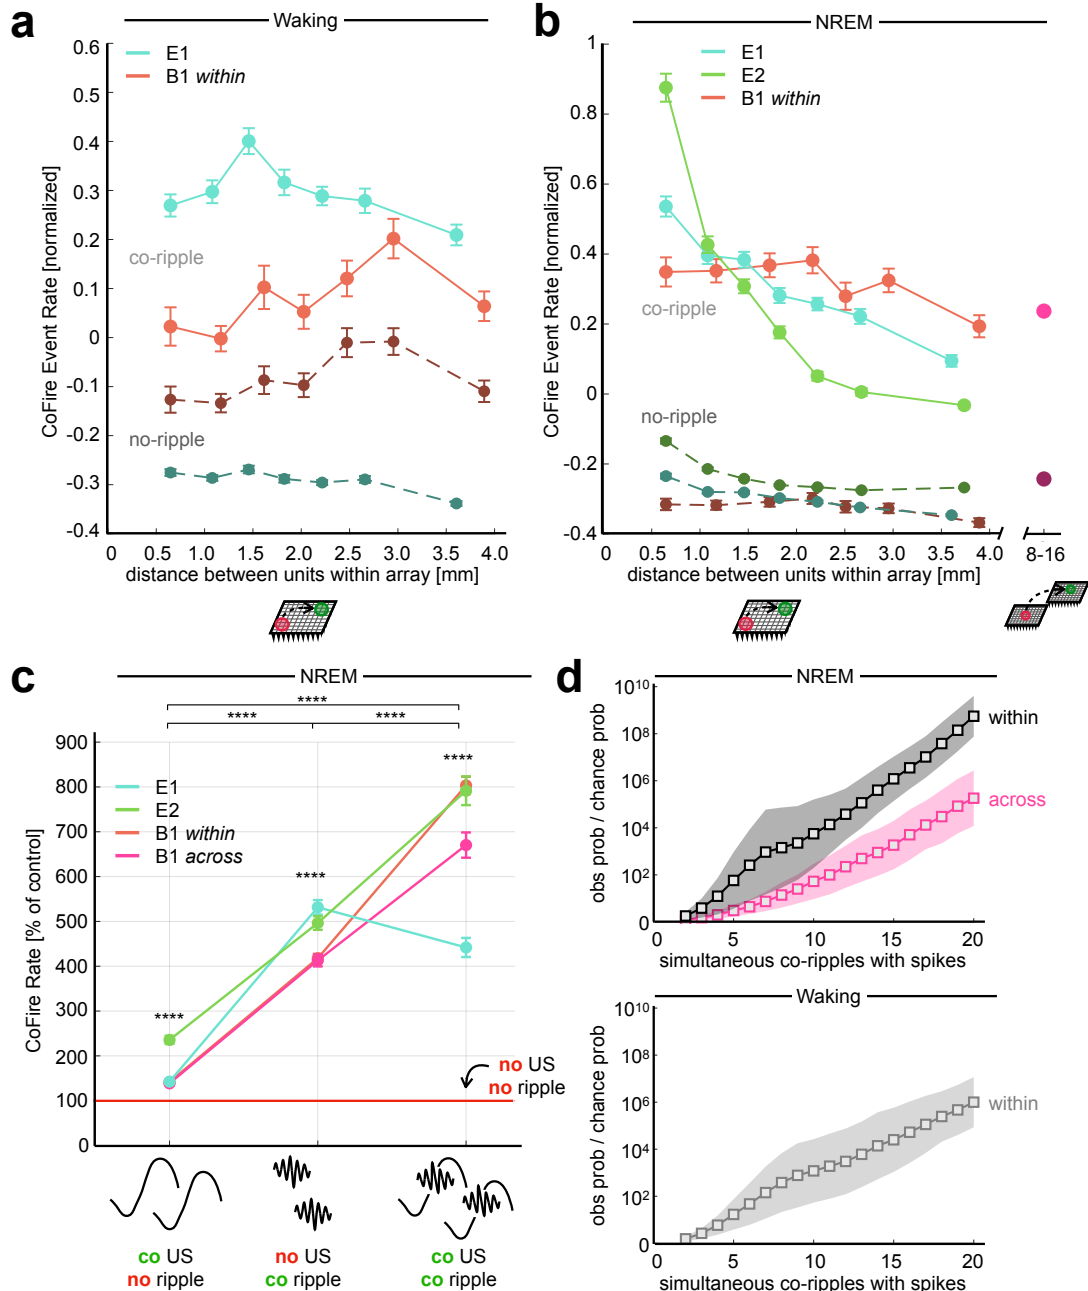 a
Waking
E1
B1 within
0.6
0.5
0.4
0.3
0.2
0.1
0
-0.1
-0.2
-0.3
-0.4
CoFire Event Rate [normalized]
co-ripple
no-ripple
0 0.5 1.0 1.5 2.0 2.5 3.0 3.5 4.0
distance between units within array [mm]
b
NREM
E1
E2
B1 within
1
0.8
0.6
0.4
0.2
0
-0.2
-0.4
CoFire Event Rate [normalized]
co-ripple
no-ripple
0 0.5 1.0 1.5 2.0 2.5 3.0 3.5 4.0 8-16
distance between units within array [mm]
c
NREM
****
**** ****
****
****
****
900
800
700
600
500
400
300
200
100
0
CoFire Rate [% of control]
E1
E2
B1 within
B1 across
no US
no ripple
co US
no ripple
no US
co ripple
co US
co ripple
d
NREM
10^10
10^8
10^6
10^4
10^2
0
obs prob / chance prob
within
across
0 5 10 15 20
simultaneous co-ripples with spikes
Waking
10^10
10^8
10^6
10^4
10^2
0
obs prob / chance prob
within
0 5 10 15 20
simultaneous co-ripples with spikes